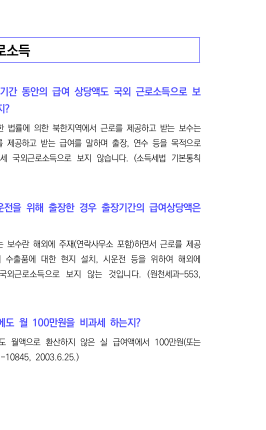 로소득
기간 동안의 급여 상당액도 국외 근로소득으로 보
지?
한 법률에 의한 북한지역에서 근로를 제공하고 받는 보수는
를 제공하고 받는 급여를 말하며 출장, 연수 등을 목적으로
세 국외근로소득으로 보지 않습니다. (소득세법 기본통칙
운전을 위해 출장한 경우 출장기간의 급여상당액은
는 보수란 해외에 주재(연락사무소 포함)하면서 근로를 제공
수출품에 대한 현지 설치, 시운전 등을 위하여 해외에
국외근로소득으로 보지 않는 것입니다. (원천세과-553,
에도 월 100만원을 비과세 하는지?
도 월액으로 환산하지 않은 실 급여액에서 100만원(또는
-10845, 2003.6.25.)